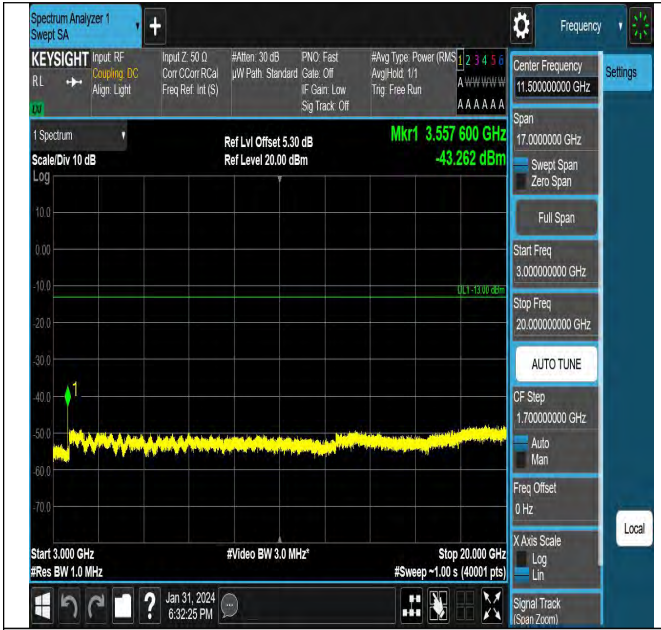 Spectrum Analyzer 1
Swept SA
+
Frequency
KEYSIGHT
RL
Input: RF
Coupling: DC
Align: Light
Input Z: 50 Ω
Corr CCorr RCal
Freq Ref: Int (S)
#Atten: 30 dB
µW Path: Standard
PNO: Fast
Gate: Off
IF Gain: Low
Sig Track: Off
#Avg Type: Power (RMS
Avg|Hold: 1/1
Trig: Free Run
1 2 3 4 5 6
A W W W W W
A A A A A A
Settings
Center Frequency
11.500000000 GHz
Span
17.0000000 GHz
Swept Span
Zero Span
Full Span
Start Freq
3.000000000 GHz
Stop Freq
20.000000000 GHz
AUTO TUNE
CF Step
1.700000000 GHz
Auto
Man
Freq Offset
0 Hz
X Axis Scale
Log
Lin
Signal Track
(Span Zoom)
Local
1 Spectrum
Scale/Div 10 dB
Log
Ref Lvl Offset 5.30 dB
Ref Level 20.00 dBm
Mkr1 3.557 600 GHz
-43.262 dBm
10.0
0.00
-10.0
-20.0
-30.0
-40.0
-50.0
-60.0
-70.0
UL1 -13.00 dBm
1
Start 3.000 GHz
#Res BW 1.0 MHz
#Video BW 3.0 MHz*
Stop 20.000 GHz
#Sweep ~1.00 s (40001 pts)
?
Jan 31, 2024
6:32:25 PM